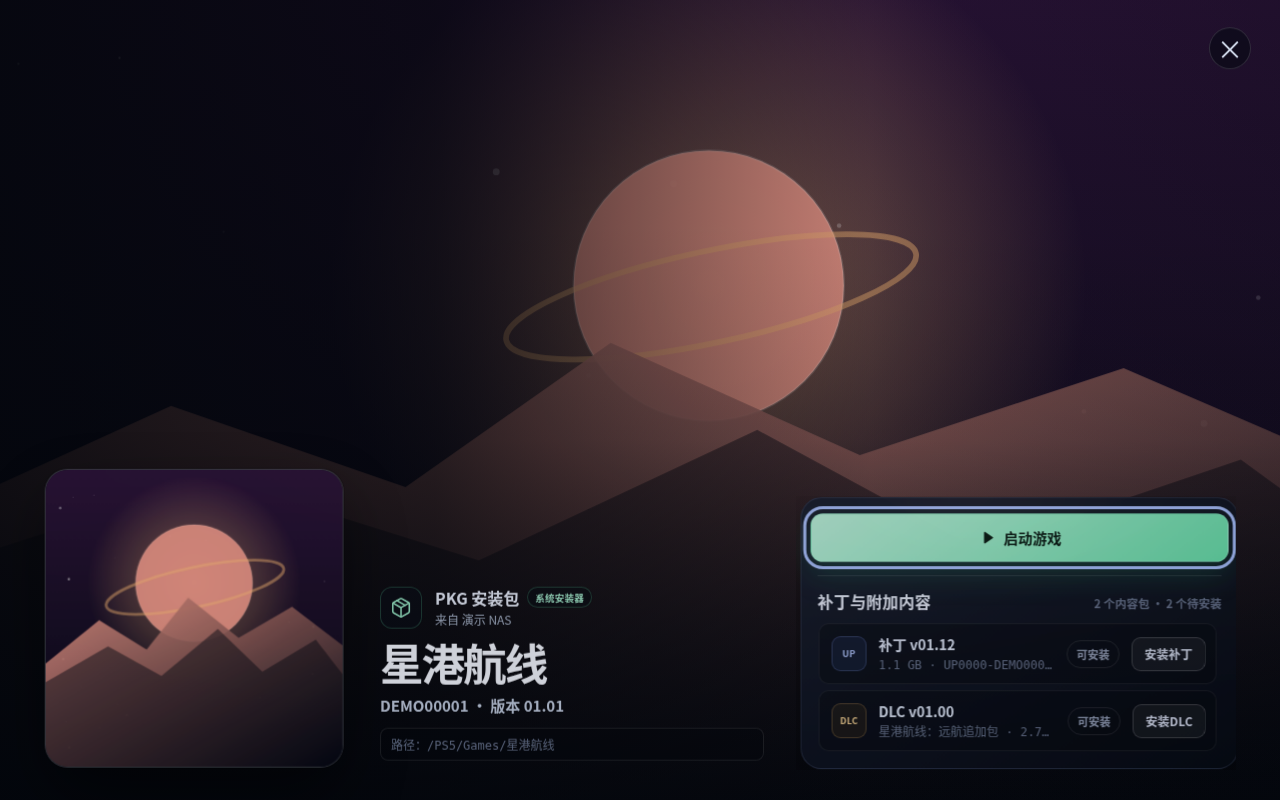 PKG 安装包 系统安装器
来自 演示 NAS
星港航线
DEMO00001 • 版本 01.01
路径: /PS5/Games/星港航线
启动游戏
补丁与附加内容 2 个内容包 • 2 个待安装
UP 补丁 v01.12 可安装 安装补丁
1.1 GB · UP0000-DEMO000…
DLC DLC v01.00 可安装 安装DLC
星港航线: 远航追加包 · 2.7…